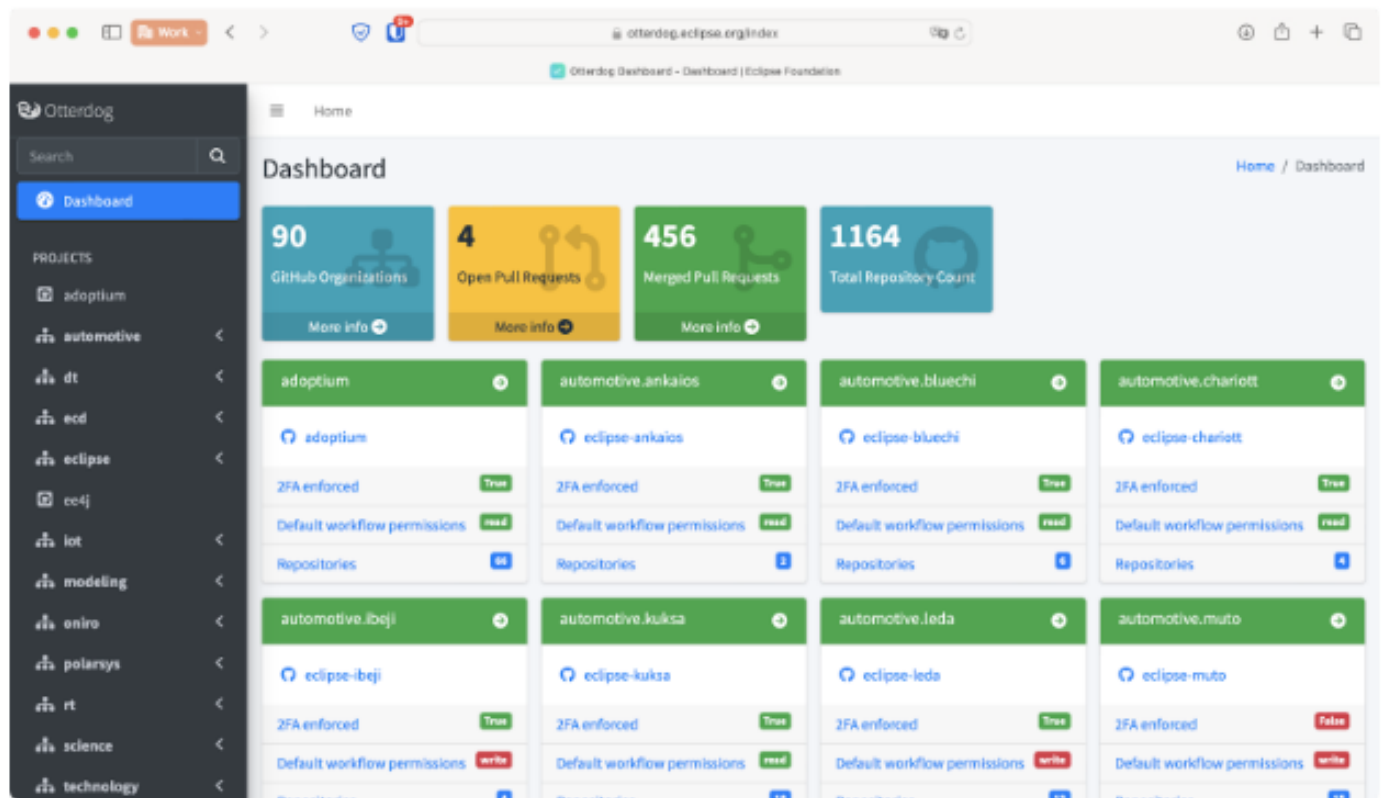 Work
9+
otterdog.eclipse.org/index
Otterdog Dashboard - Dashboard | Eclipse Foundation
Otterdog
Home
Search
Dashboard
Home / Dashboard
Dashboard
PROJECTS
adoptium
automotive
dt
ecd
eclipse
ee4j
iot
modeling
oniro
polarsys
rt
science
technology
90
GitHub Organizations
More info
4
Open Pull Requests
More info
456
Merged Pull Requests
More info
1164
Total Repository Count
adoptium
adoptium
2FA enforced True
Default workflow permissions read
Repositories 66
automotive.ankaios
eclipse-ankaios
2FA enforced True
Default workflow permissions read
Repositories 2
automotive.bluechi
eclipse-bluechi
2FA enforced True
Default workflow permissions read
Repositories 6
automotive.chariott
eclipse-chariott
2FA enforced True
Default workflow permissions read
Repositories 4
automotive.ibeji
eclipse-ibeji
2FA enforced True
Default workflow permissions write
automotive.kuksa
eclipse-kuksa
2FA enforced True
Default workflow permissions read
automotive.leda
eclipse-leda
2FA enforced True
Default workflow permissions write
automotive.muto
eclipse-muto
2FA enforced False
Default workflow permissions write